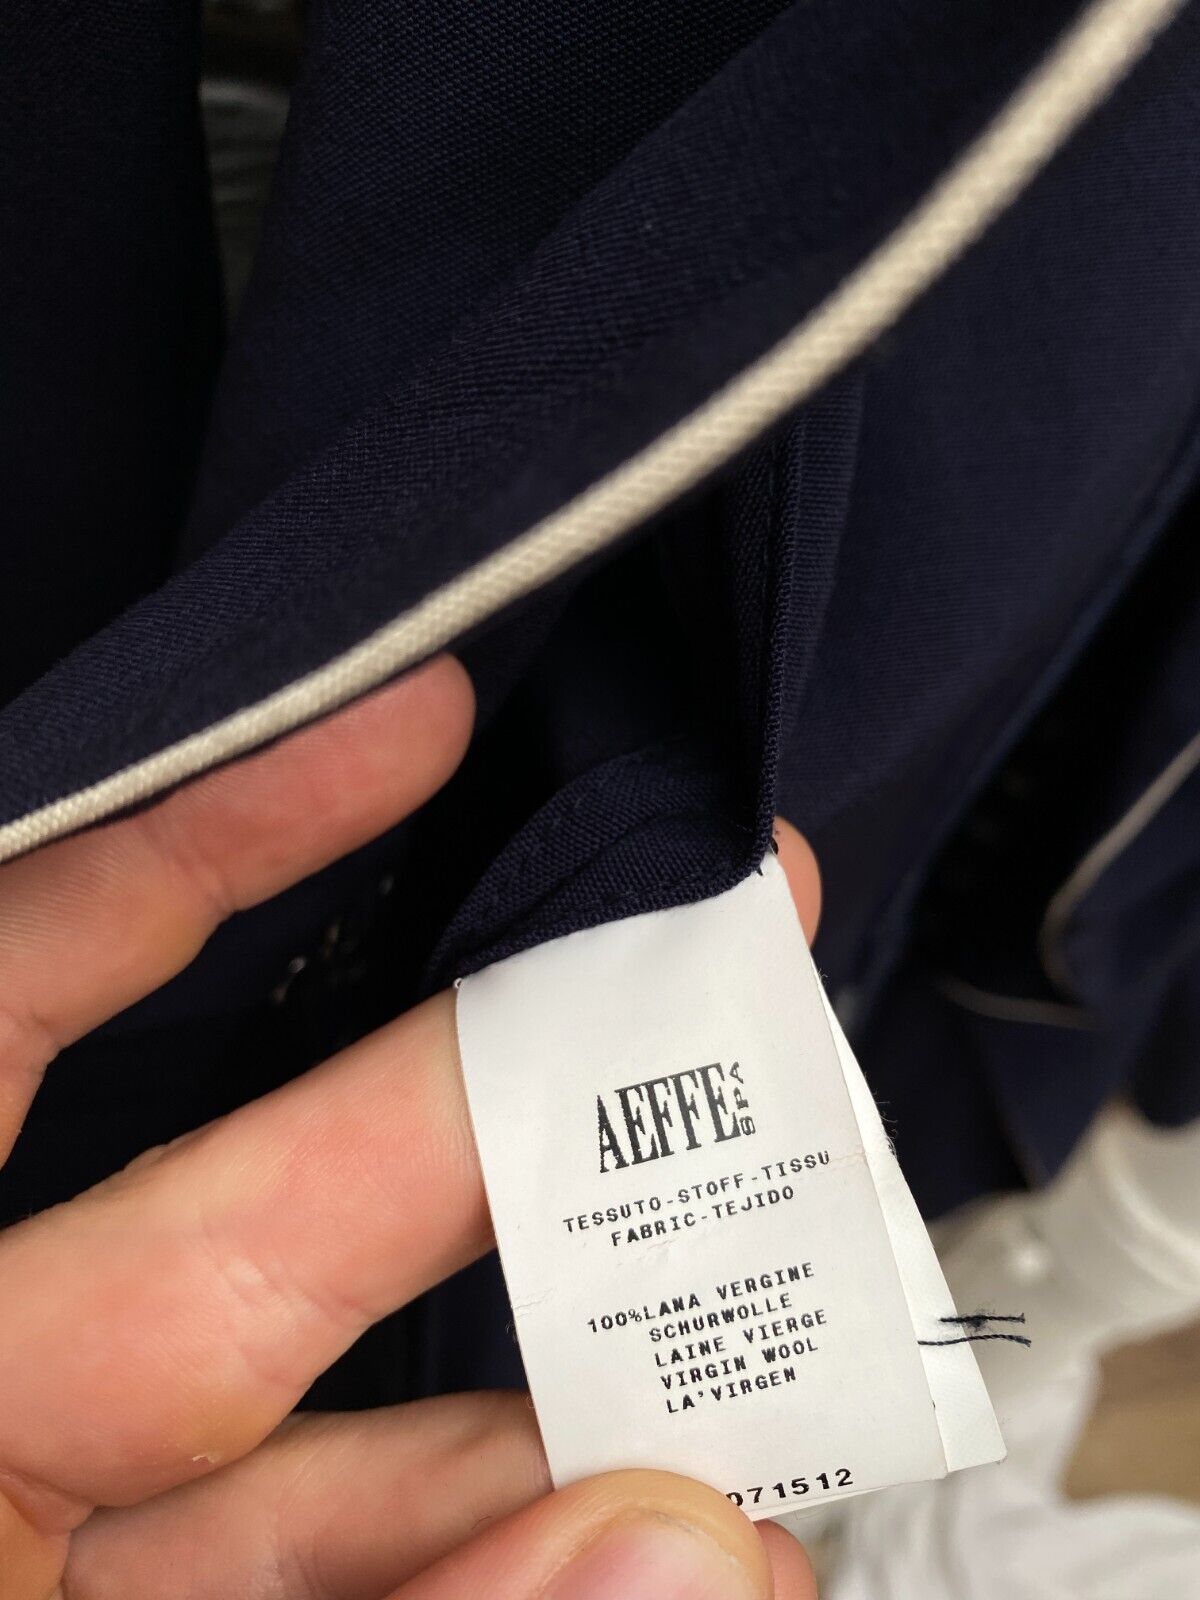 AEFFE SPA
TESSUTO-STOFF-TISSU
FABRIC-TEJIDO
100%LANA VERGINE
SCHURWOLLE
LAINE VIERGE
VIRGIN WOOL
LA'VIRGEN
071512